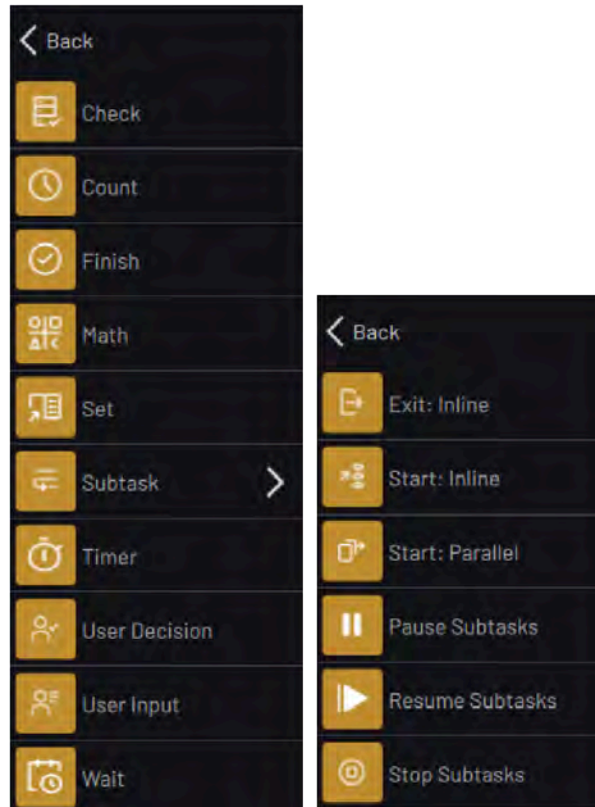 Back
Check
Count
Finish
Math
Set
Subtask
Timer
User Decision
User Input
Wait
Back
Exit: Inline
Start: Inline
Start: Parallel
Pause Subtasks
Resume Subtasks
Stop Subtasks